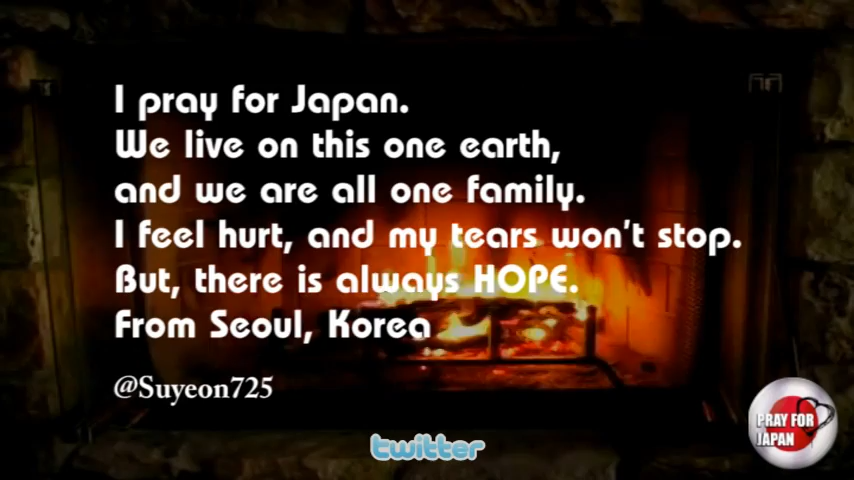 I pray for Japan.
We live on this one earth,
and we are all one family.
I feel hurt, and my tears won't stop.
But, there is always HOPE.
From Seoul, Korea
@Suyeon725
twitter
PRAY FOR
JAPAN